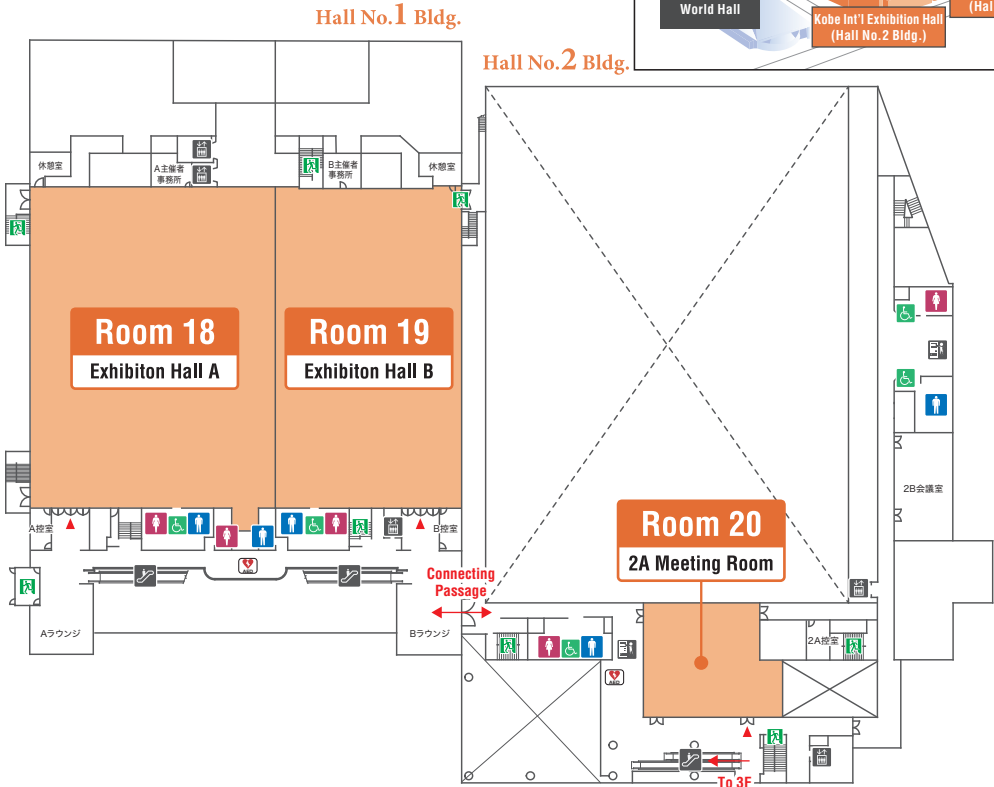 Hall No.1 Bldg.
World Hall
Kobe Int'l Exhibition Hall
(Hall No.2 Bldg.)
(Hal
Hall No.2 Bldg.
休憩室
A主催者
事務所
B主催者
事務所
休憩室
Room 18
Exhibiton Hall A
Room 19
Exhibiton Hall B
2B会議室
Room 20
2A Meeting Room
A控室
B控室
AED
Connecting
Passage
Aラウンジ
Bラウンジ
2A控室
AED
To 3F